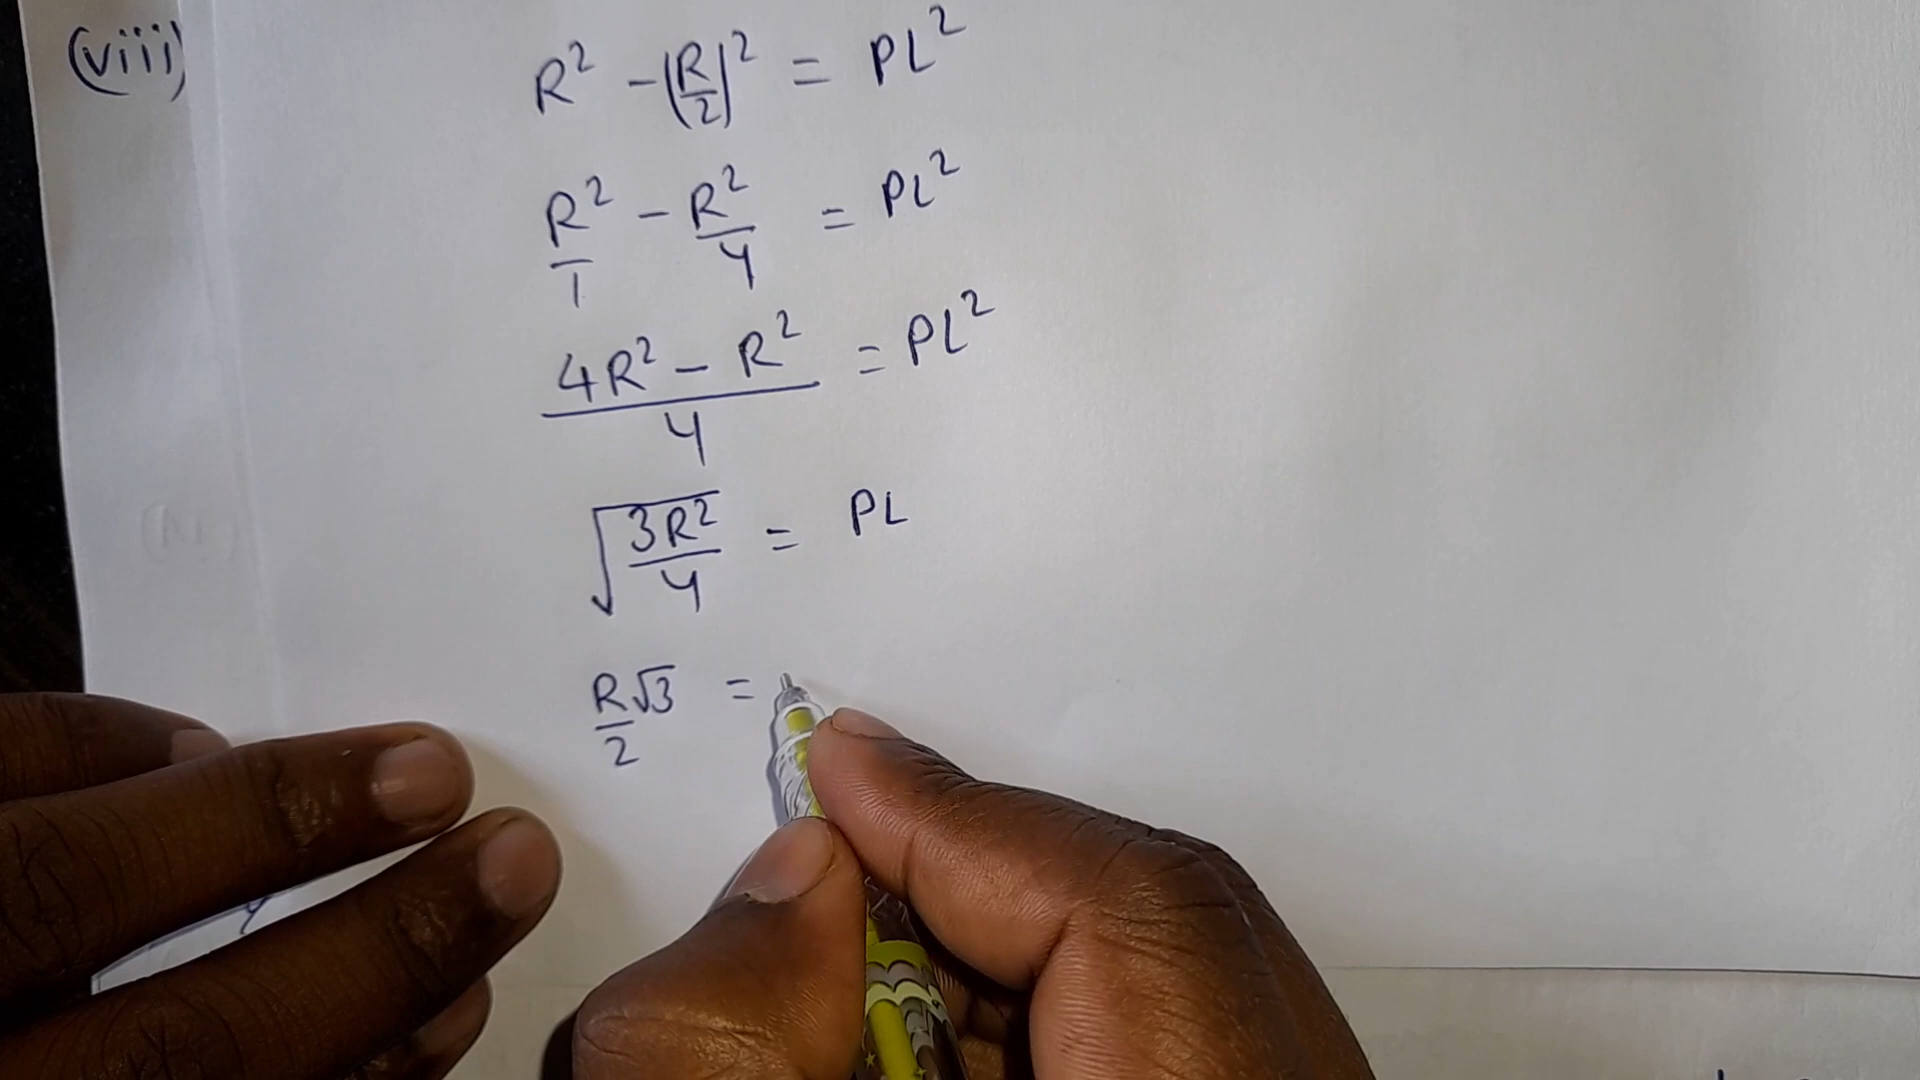 (viii)
R² - (R/2)² = PL²
R²/1 - R²/4 = PL²
4R² - R²/4 = PL²
√3R²/4 = PL
R/2 √3 =